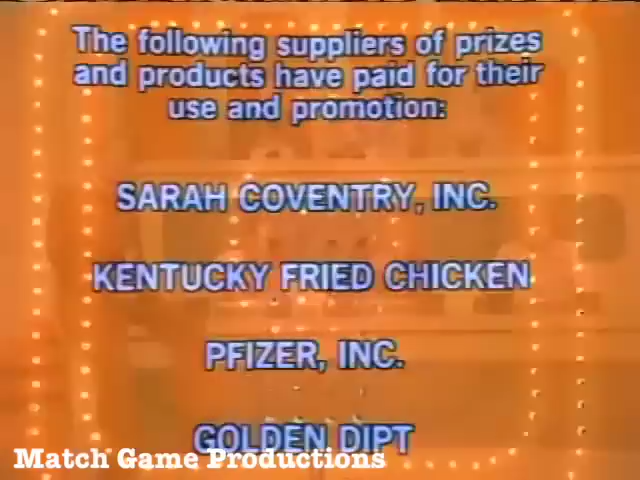 The following suppliers of prizes
and products have paid for their
use and promotion:
SARAH COVENTRY, INC.
KENTUCKY FRIED CHICKEN
PFIZER, INC.
GOLDEN DIPT
Match Game Productions